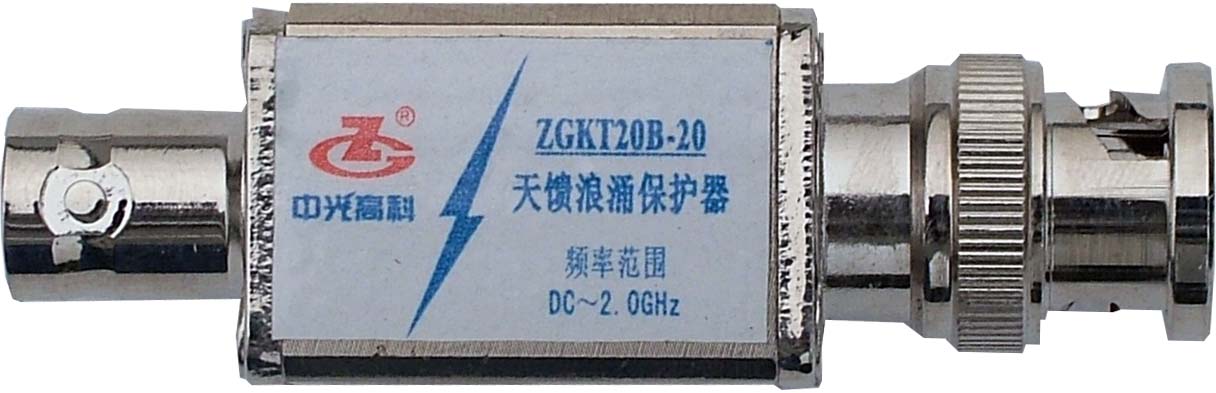 ZG®
中光高科
ZGKT20B-20
天馈浪涌保护器
频率范围
DC～2.0GHz